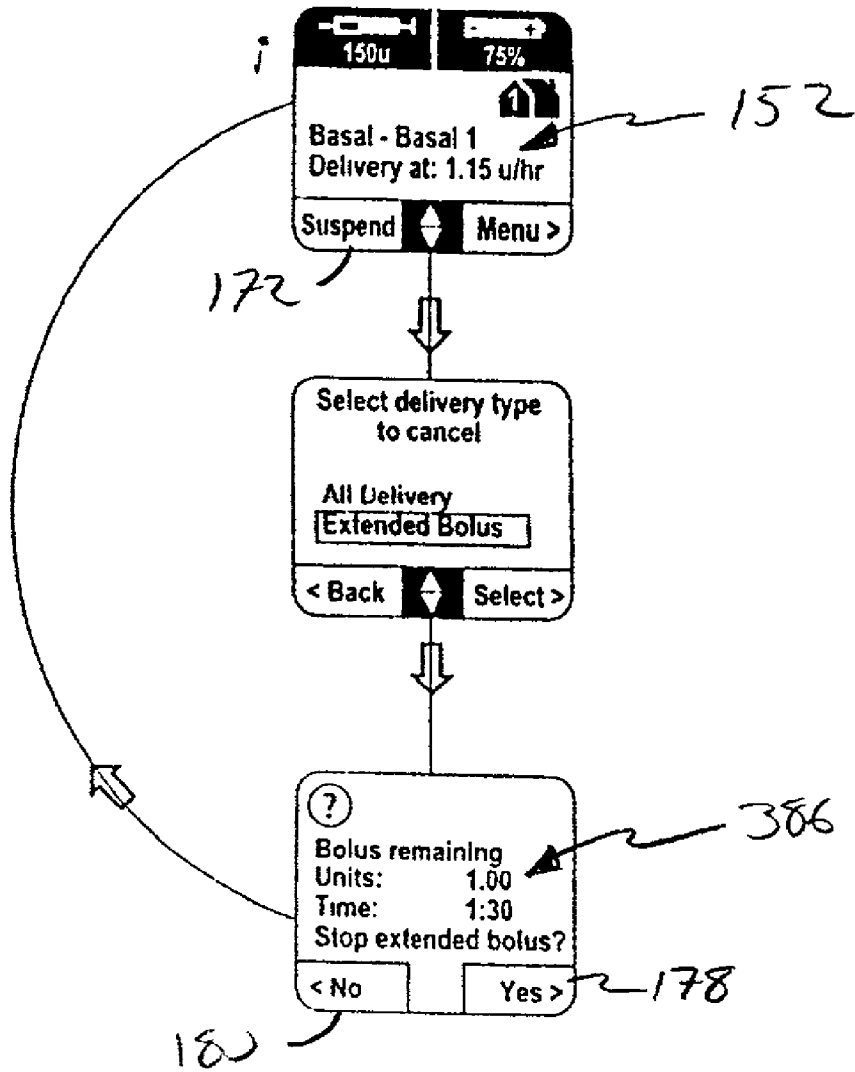 150u
- +
75%
1
152
Basal - Basal 1
Delivery at: 1.15 u/hr
Suspend
Menu >
172
Select delivery type
to cancel
All Delivery
Extended Bolus
< Back
Select >
?
386
Bolus remaining
Units: 1.00
Time: 1:30
Stop extended bolus?
< No
Yes >
178
180